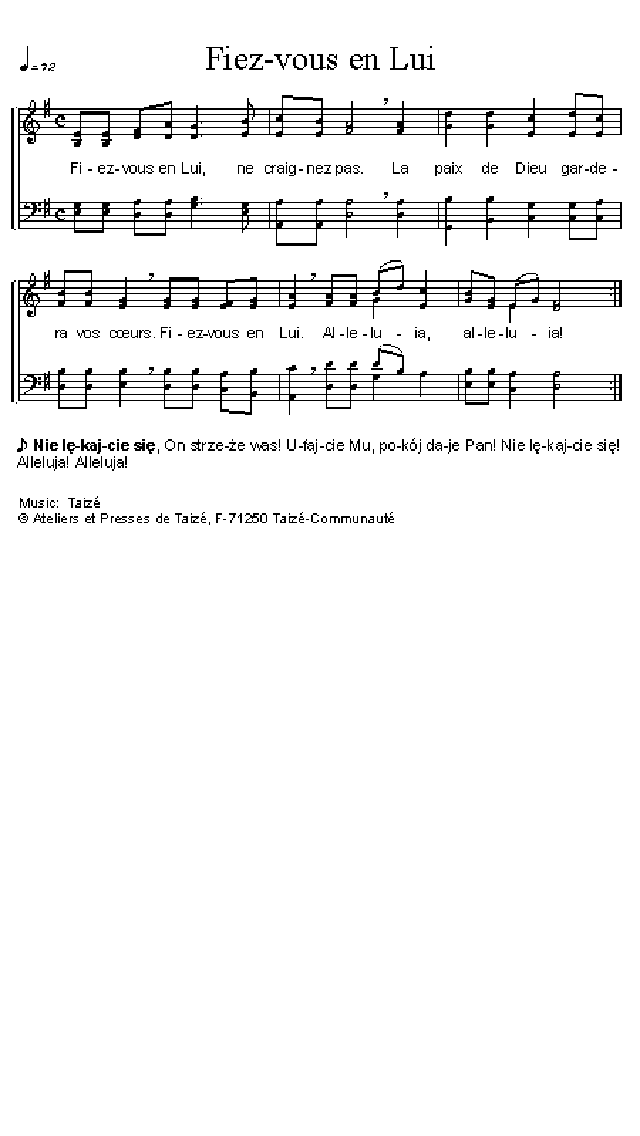 Fiez-vous en Lui
♩=72
Fi - ez-vous en Lui, ne craig-nez pas. La paix de Dieu gar-de-
ra vos cœurs. Fi - ez-vous en Lui. Al-le-lu - ia, al-le-lu - ia!
♪ Nie lę-kaj-cie się, On strze-że was! U-faj-cie Mu, po-kój da-je Pan! Nie lę-kaj-cie się!
Alleluja! Alleluja!
Music: Taizé
© Ateliers et Presses de Taizé, F-71250 Taizé-Communauté